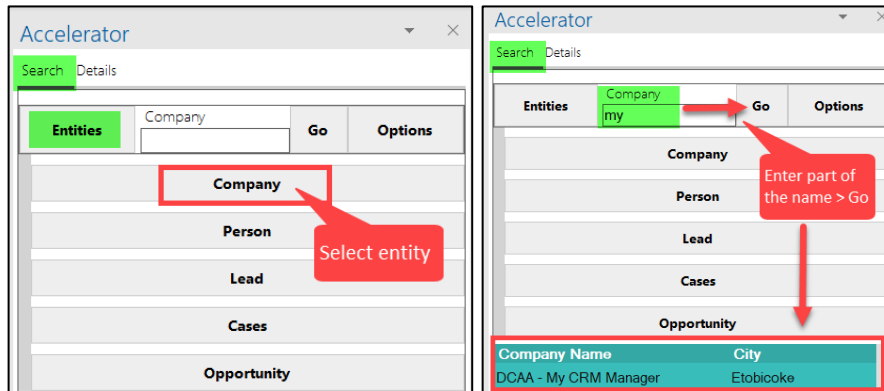 Accelerator
Search Details
Entities
Company
Go
Options
Company
Person
Select entity
Lead
Cases
Opportunity
Accelerator
Search Details
Entities
Company
my
Go
Options
Company
Enter part of
the name > Go
Person
Lead
Cases
Opportunity
Company Name City
DCAA - My CRM Manager Etobicoke